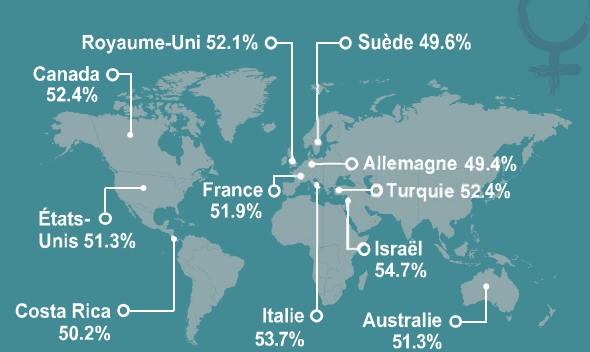 Royaume-Uni 52.1%
Suède 49.6%
Canada
52.4%
Allemagne 49.4%
France
51.9%
Turquie 52.4%
États-
Unis 51.3%
Israël
54.7%
Costa Rica
50.2%
Italie
53.7%
Australie
51.3%